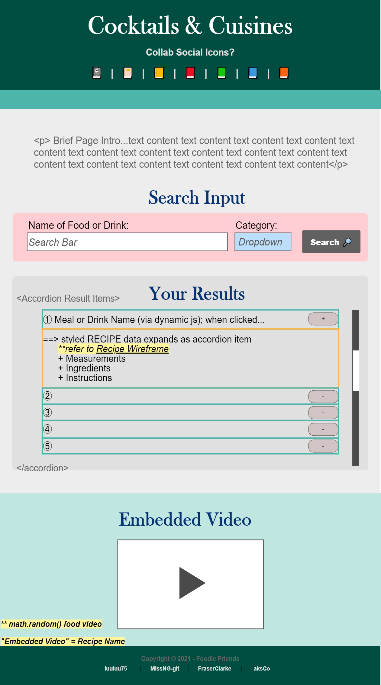 Cocktails & Cuisines
Collab Social Icons?
| | | | | |
<p> Brief Page Intro...text content text content text content text content text
content text content text content text content text content text content text
content text content text content text content text content text content</p>
Search Input
Name of Food or Drink: Category:
Search Bar Dropdown Search
Your Results
<Accordion Result Items>
① Meal or Drink Name (via dynamic js); when clicked... +
==> styled RECIPE data expands as accordion item
**refer to Recipe Wireframe
+ Measurements
+ Ingredients
+ Instructions
② -
③ -
④ -
⑤ -
</accordion>
Embedded Video
** math.random() food video
"Embedded Video" = Recipe Name
Copyright © 2021 - Foodie Friends
luuluu75 | MissNG-git | FraserClarke | aksCo